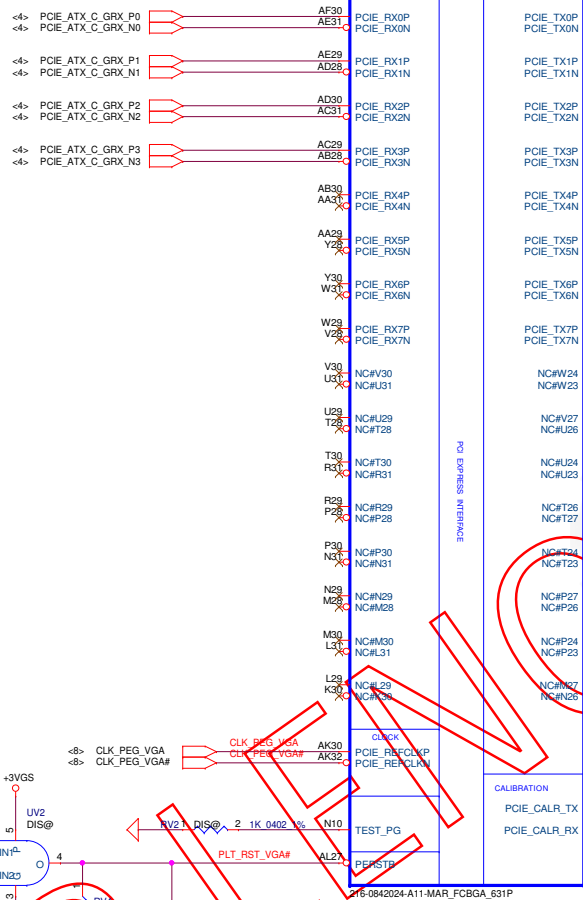 <4> PCIE_ATX_C_GRX_P0 AF30 PCIE_RX0P PCIE_TX0P
<4> PCIE_ATX_C_GRX_N0 AE31 PCIE_RX0N PCIE_TX0N
<4> PCIE_ATX_C_GRX_P1 AE29 PCIE_RX1P PCIE_TX1P
<4> PCIE_ATX_C_GRX_N1 AD28 PCIE_RX1N PCIE_TX1N
<4> PCIE_ATX_C_GRX_P2 AD30 PCIE_RX2P PCIE_TX2P
<4> PCIE_ATX_C_GRX_N2 AC31 PCIE_RX2N PCIE_TX2N
<4> PCIE_ATX_C_GRX_P3 AC29 PCIE_RX3P PCIE_TX3P
<4> PCIE_ATX_C_GRX_N3 AB28 PCIE_RX3N PCIE_TX3N
AB30 PCIE_RX4P PCIE_TX4P
AA31 PCIE_RX4N PCIE_TX4N
AA29 PCIE_RX5P PCIE_TX5P
Y28 PCIE_RX5N PCIE_TX5N
Y30 PCIE_RX6P PCIE_TX6P
W31 PCIE_RX6N PCIE_TX6N
W29 PCIE_RX7P PCIE_TX7P
V28 PCIE_RX7N PCIE_TX7N
V30 NC#V30 NC#W24
U31 NC#U31 NC#W23
U29 NC#U29 NC#V27
T28 NC#T28 NC#U26
PCI EXPRESS INTERFACE
T30 NC#T30 NC#U24
R31 NC#R31 NC#U23
R29 NC#R29 NC#T26
P28 NC#P28 NC#T27
P30 NC#P30 NC#T24
N31 NC#N31 NC#T23
N29 NC#N29 NC#P27
M28 NC#M28 NC#P26
M30 NC#M30 NC#P24
L31 NC#L31 NC#P23
L29 NC#L29 NC#M27
K30 NC#K30 NC#N26
CLOCK
<8> CLK_PEG_VGA CLK_PEG_VGA AK30 PCIE_REFCLKP
<8> CLK_PEG_VGA# CLK_PEG_VGA# AK32 PCIE_REFCLKN
+3VGS
CALIBRATION
PCIE_CALR_TX
UV2
DIS@
RV2 1 DIS@ 2 1K_0402_1% N10 TEST_PG PCIE_CALR_RX
5
IN1 P
O 4 PLT_RST_VGA# AL27 PERSTB
IN2 G
3
1
216-0842024-A11-MAR_FCBGA_631P